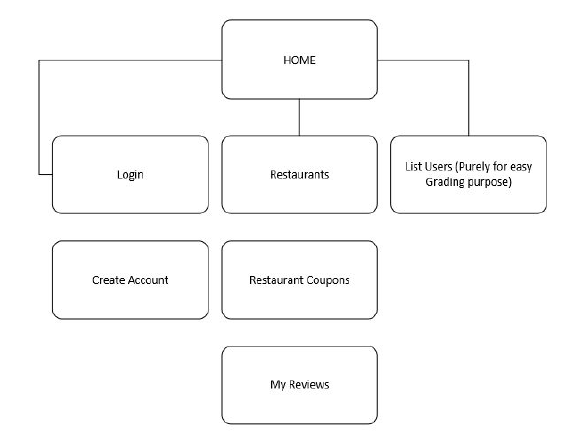 HOME
Login
Restaurants
List Users (Purely for easy
Grading purpose)
Create Account
Restaurant Coupons
My Reviews